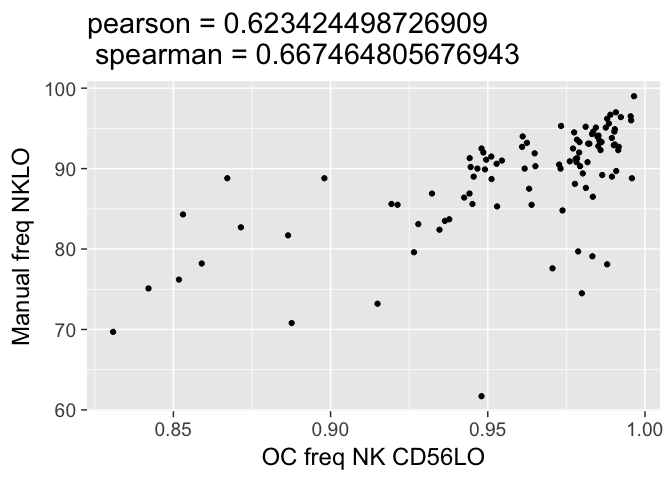 pearson = 0.623424498726909
spearman = 0.667464805676943
100
90
80
70
60
Manual freq NKLO
0.85 0.90 0.95 1.00
OC freq NK CD56LO